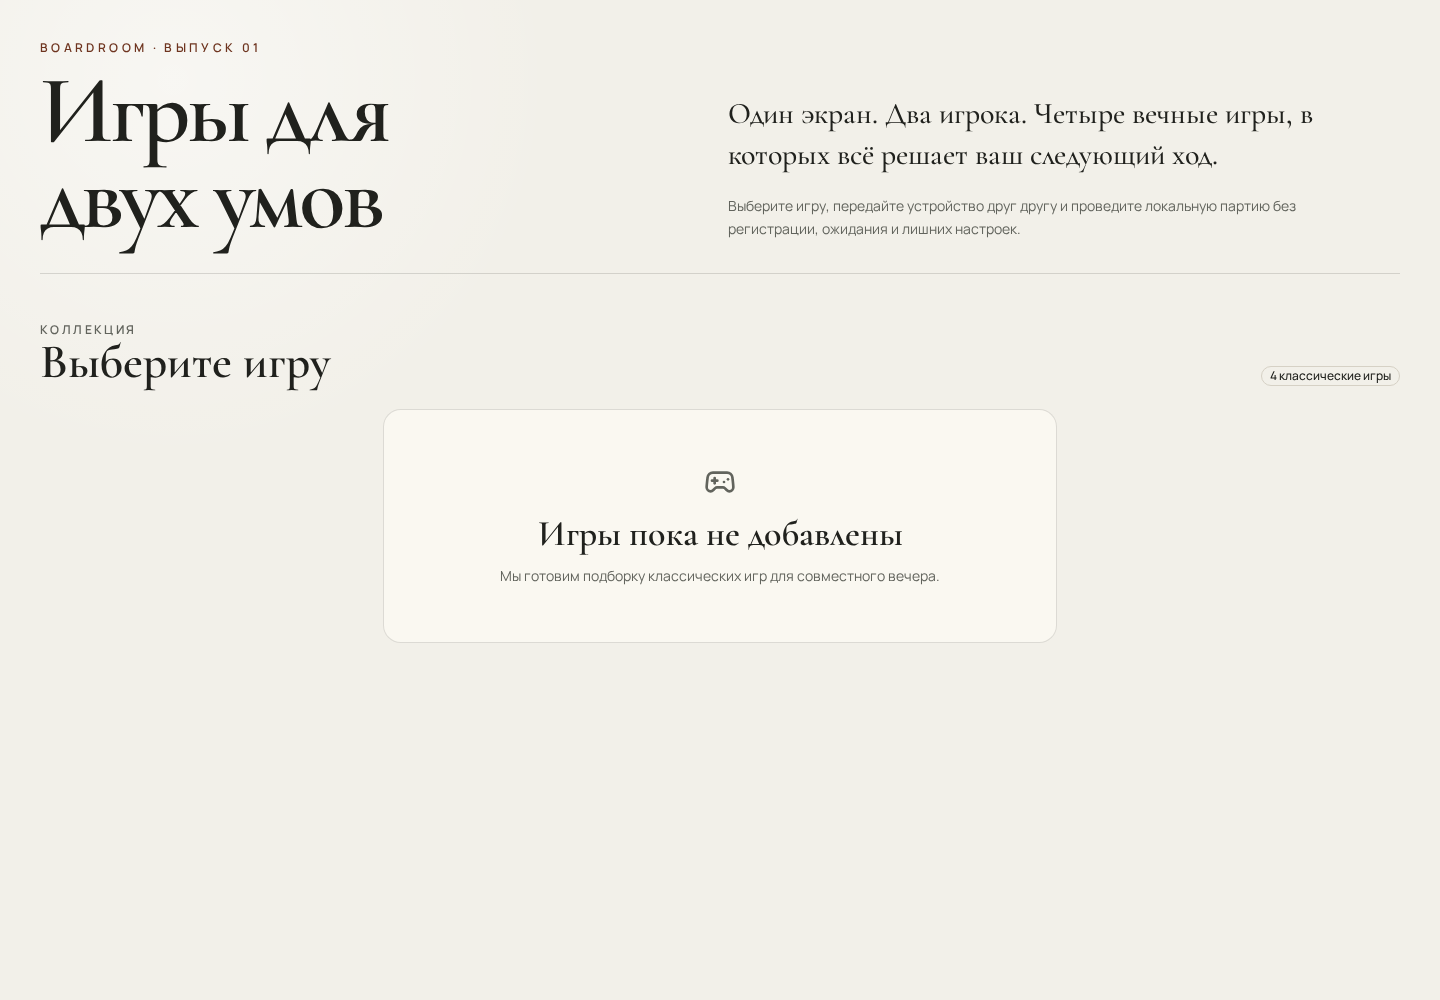 BOARDROOM · ВЫПУСК 01
Игры для
двух умов
Один экран. Два игрока. Четыре вечные игры, в
которых всё решает ваш следующий ход.
Выберите игру, передайте устройство друг другу и проведите локальную партию без
регистрации, ожидания и лишних настроек.
КОЛЛЕКЦИЯ
Выберите игру
4 классические игры
Игры пока не добавлены
Мы готовим подборку классических игр для совместного вечера.